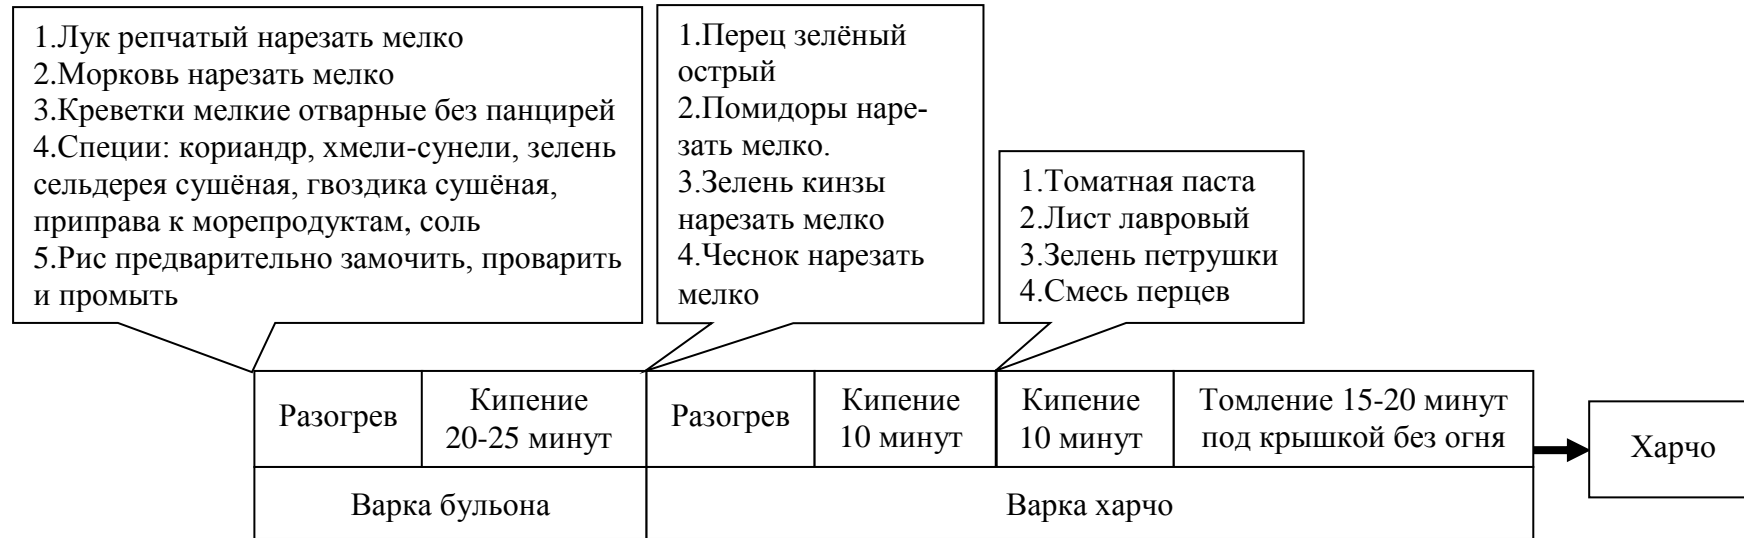 1.Лук репчатый нарезать мелко
2.Морковь нарезать мелко
3.Креветки мелкие отварные без панцирей
4.Специи: кориандр, хмели-сунели, зелень
сельдерея сушёная, гвоздика сушёная,
приправа к морепродуктам, соль
5.Рис предварительно замочить, проварить
и промыть
1.Перец зелёный
острый
2.Помидоры наре-
зать мелко.
3.Зелень кинзы
нарезать мелко
4.Чеснок нарезать
мелко
1.Томатная паста
2.Лист лавровый
3.Зелень петрушки
4.Смесь перцев
Разогрев
Кипение
20-25 минут
Разогрев
Кипение
10 минут
Кипение
10 минут
Томление 15-20 минут
под крышкой без огня
Харчо
Варка бульона
Варка харчо